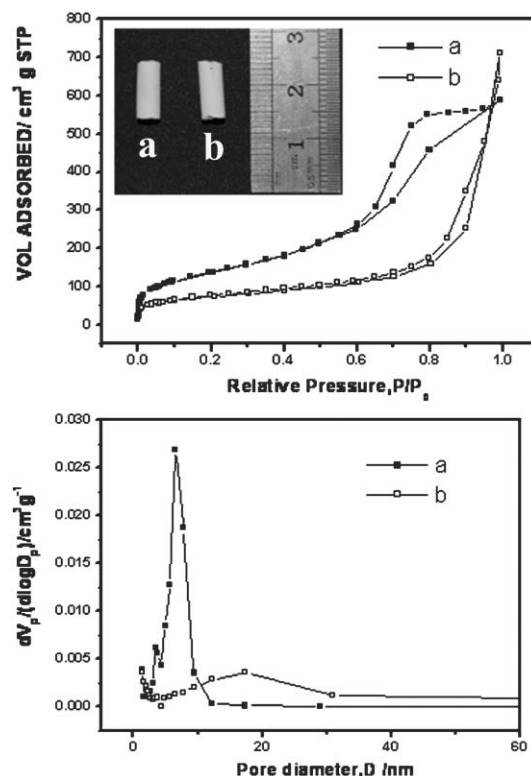 VOL ADSORBED/ cm³ g STP
800
700
600
500
400
300
200
100
0
a
b
a b
3
2
1
cm
0.0 0.2 0.4 0.6 0.8 1.0
Relative Pressure,P/P₀
dVₚ/(dlogDₚ)/cm³g⁻¹
0.030
0.025
0.020
0.015
0.010
0.005
0.000
a
b
0 20 40 60
Pore diameter,D /nm